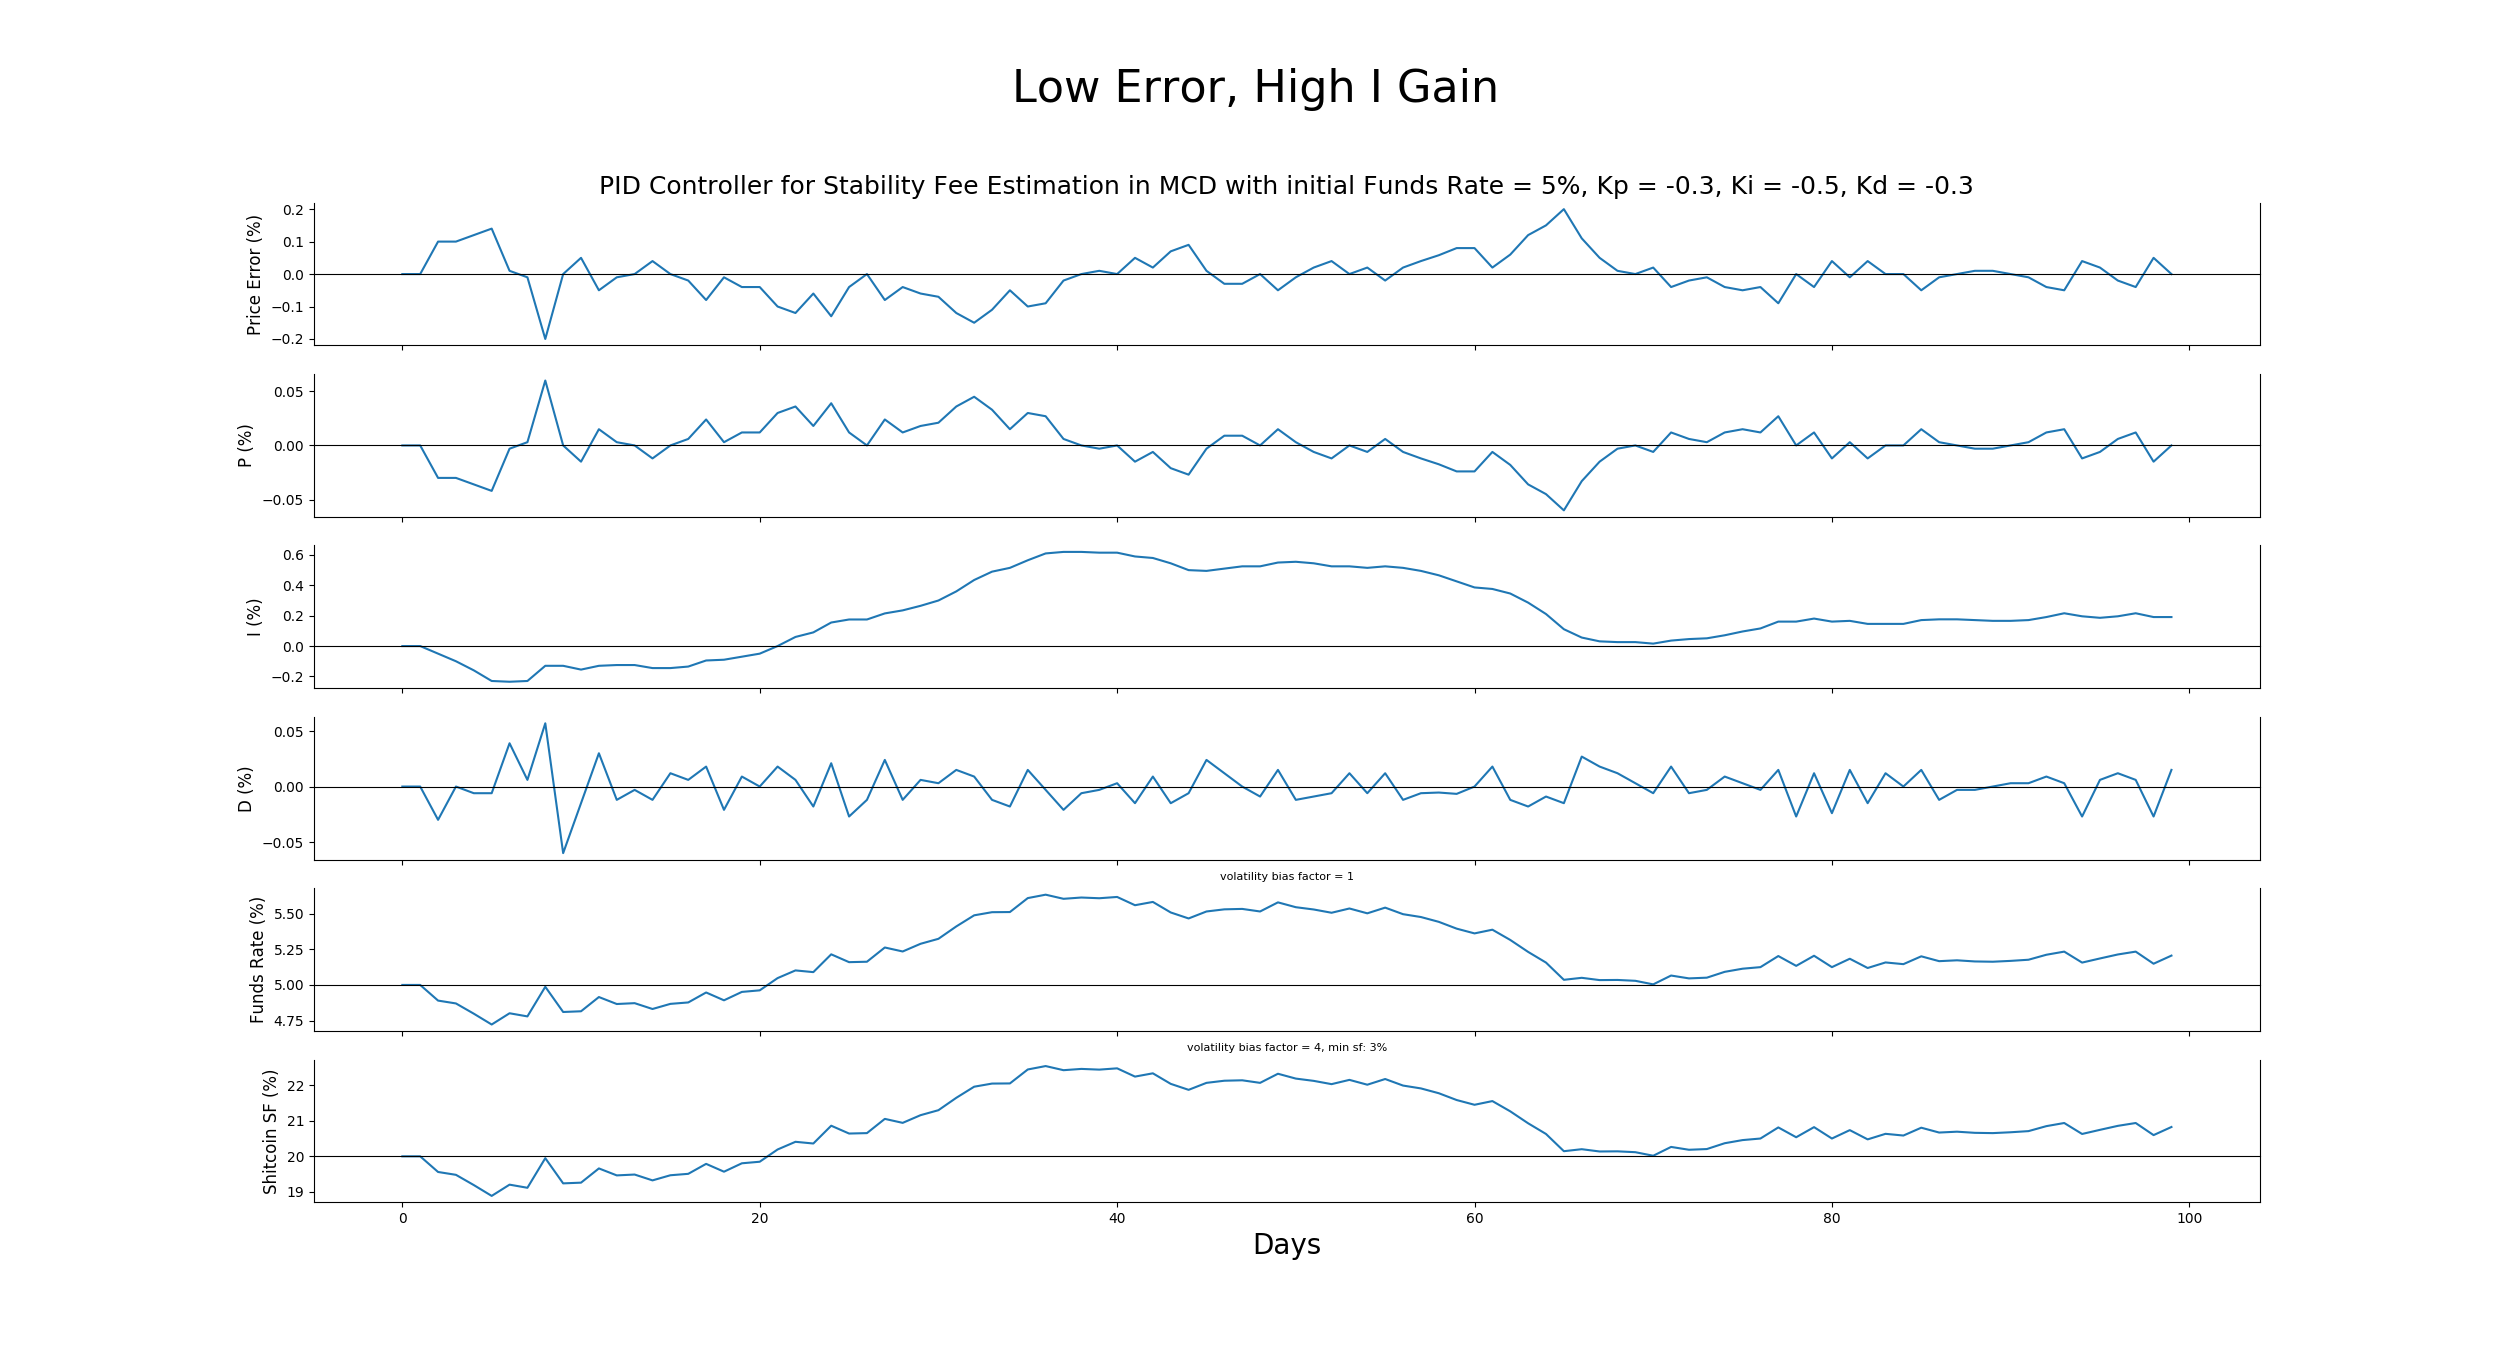 Low Error, High I Gain
PID Controller for Stability Fee Estimation in MCD with initial Funds Rate = 5%, Kp = -0.3, Ki = -0.5, Kd = -0.3
Price Error (%)
0.2
0.1
0.0
−0.1
−0.2
P (%)
0.05
0.00
−0.05
I (%)
0.6
0.4
0.2
0.0
−0.2
D (%)
0.05
0.00
−0.05
volatility bias factor = 1
Funds Rate (%)
5.50
5.25
5.00
4.75
volatility bias factor = 4, min sf: 3%
Shitcoin SF (%)
22
21
20
19
0 20 40 60 80 100
Days